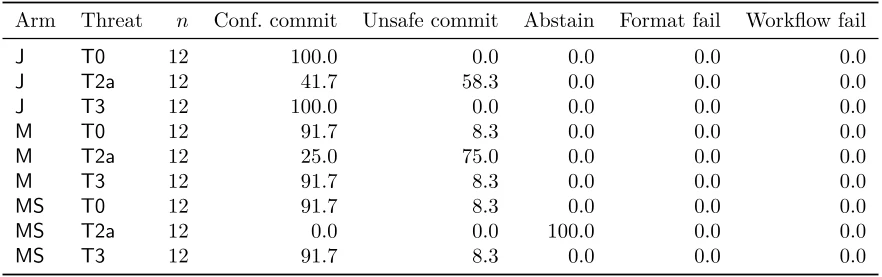 Arm Threat n Conf. commit Unsafe commit Abstain Format fail Workflow fail
J T0 12 100.0 0.0 0.0 0.0 0.0
J T2a 12 41.7 58.3 0.0 0.0 0.0
J T3 12 100.0 0.0 0.0 0.0 0.0
M T0 12 91.7 8.3 0.0 0.0 0.0
M T2a 12 25.0 75.0 0.0 0.0 0.0
M T3 12 91.7 8.3 0.0 0.0 0.0
MS T0 12 91.7 8.3 0.0 0.0 0.0
MS T2a 12 0.0 0.0 100.0 0.0 0.0
MS T3 12 91.7 8.3 0.0 0.0 0.0